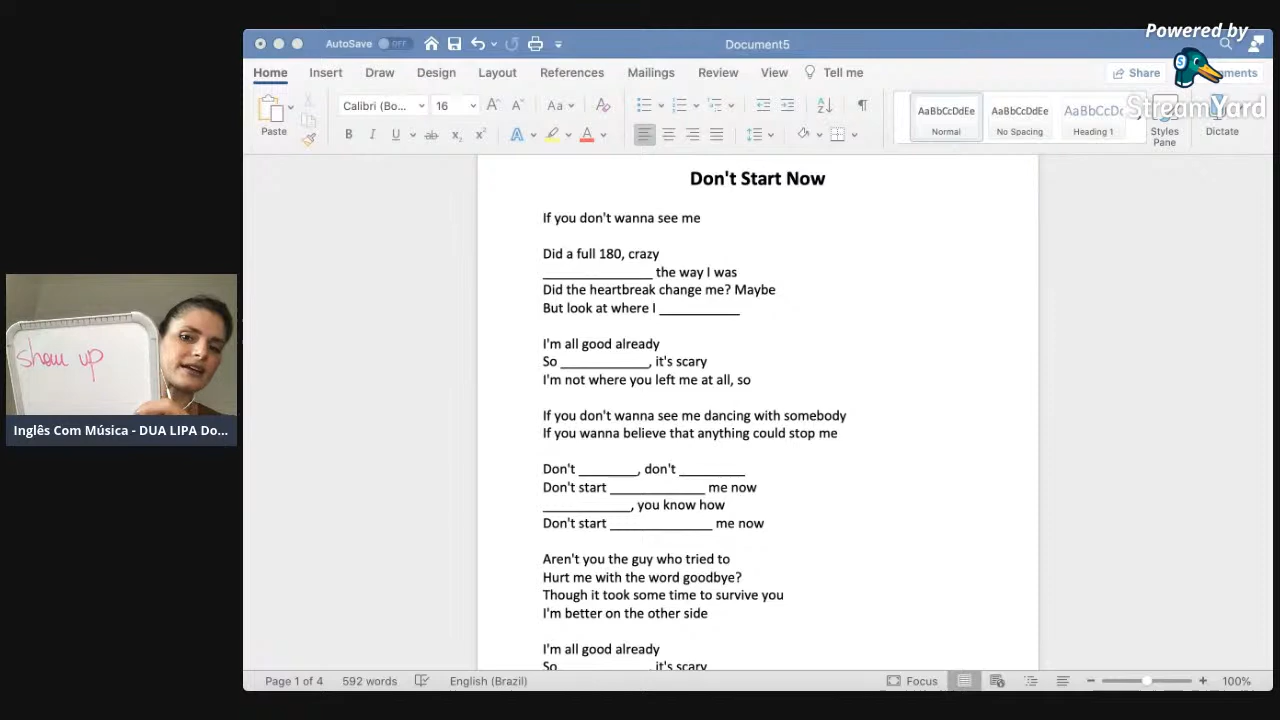 Powered by
StreamYard
AutoSave OFF
Document5
Home Insert Draw Design Layout References Mailings Review View Tell me
Share
Paste
Calibri (Bo... 16
AaBbCcDdEe AaBbCcDdEe AaBbCcDc
Normal No Spacing Heading
Styles Pane
Dictate
Don't Start Now
If you don't wanna see me
Did a full 180, crazy
______________ the way I was
Did the heartbreak change me? Maybe
But look at where I __________
I'm all good already
So ___________, it's scary
I'm not where you left me at all, so
If you don't wanna see me dancing with somebody
If you wanna believe that anything could stop me
Don't _______, don't ________
Don't start ____________ me now
___________, you know how
Don't start _____________ me now
Aren't you the guy who tried to
Hurt me with the word goodbye?
Though it took some time to survive you
I'm better on the other side
I'm all good already
So ___________, it's scary
show up
Inglês Com Música - DUA LIPA Do...
Page 1 of 4 592 words English (Brazil) Focus 100%